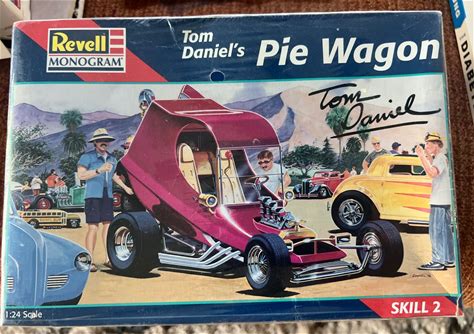 Revell
MONOGRAM
Tom
Daniel's
Pie Wagon
Tom
Daniel
1:24 Scale
SKILL 2